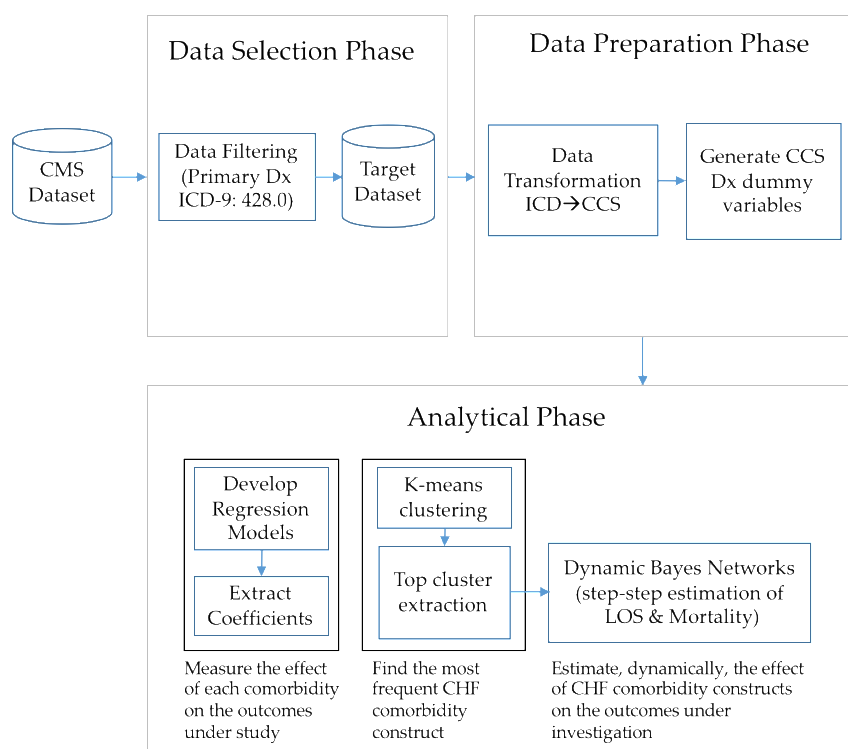 Data Selection Phase
Data Preparation Phase
CMS
Dataset
Data Filtering
(Primary Dx
ICD-9: 428.0)
Target
Dataset
Data
Transformation
ICD→CCS
Generate CCS
Dx dummy
variables
Analytical Phase
Develop
Regression
Models
Extract
Coefficients
Measure the effect
of each comorbidity
on the outcomes
under study
K-means
clustering
Top cluster
extraction
Find the most
frequent CHF
comorbidity
construct
Dynamic Bayes Networks
(step-step estimation of
LOS & Mortality)
Estimate, dynamically, the effect
of CHF comorbidity constructs
on the outcomes under
investigation